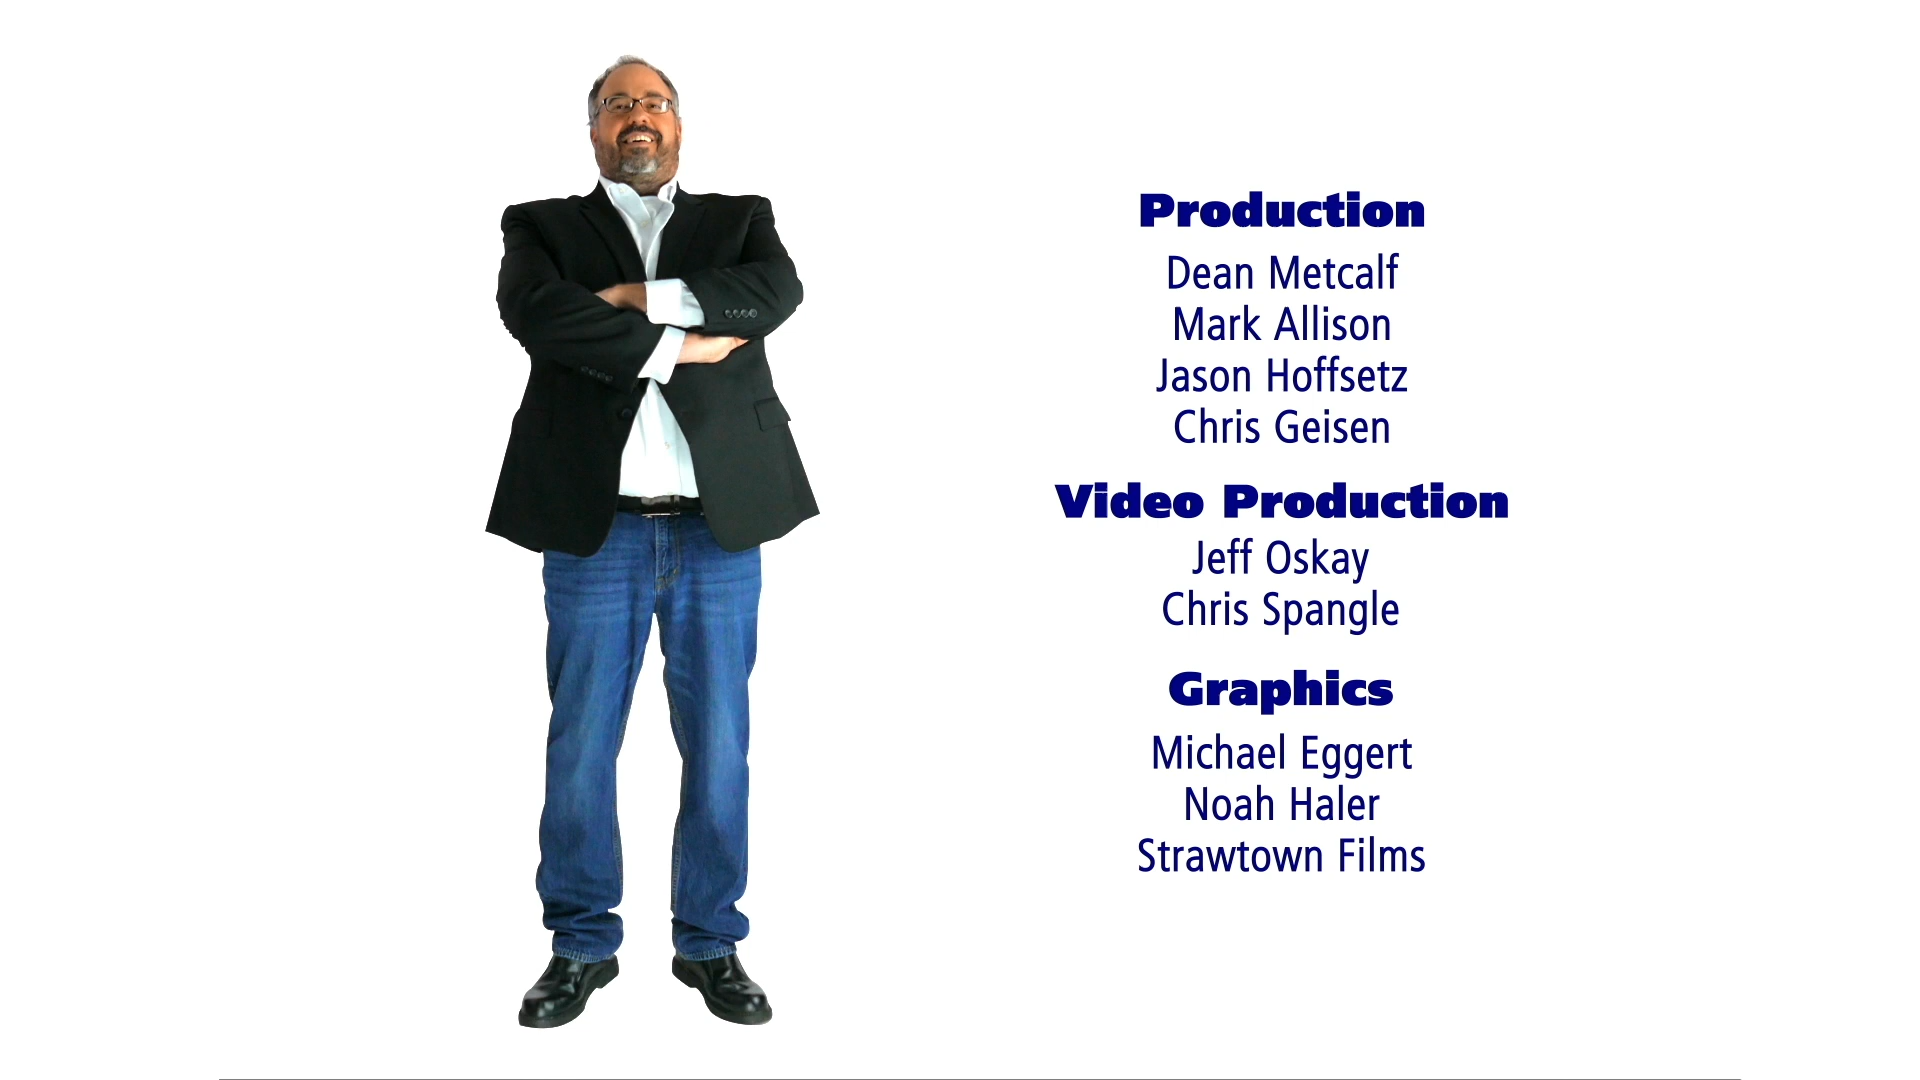 Production
Dean Metcalf
Mark Allison
Jason Hoffsetz
Chris Geisen
Video Production
Jeff Oskay
Chris Spangle
Graphics
Michael Eggert
Noah Haler
Strawtown Films